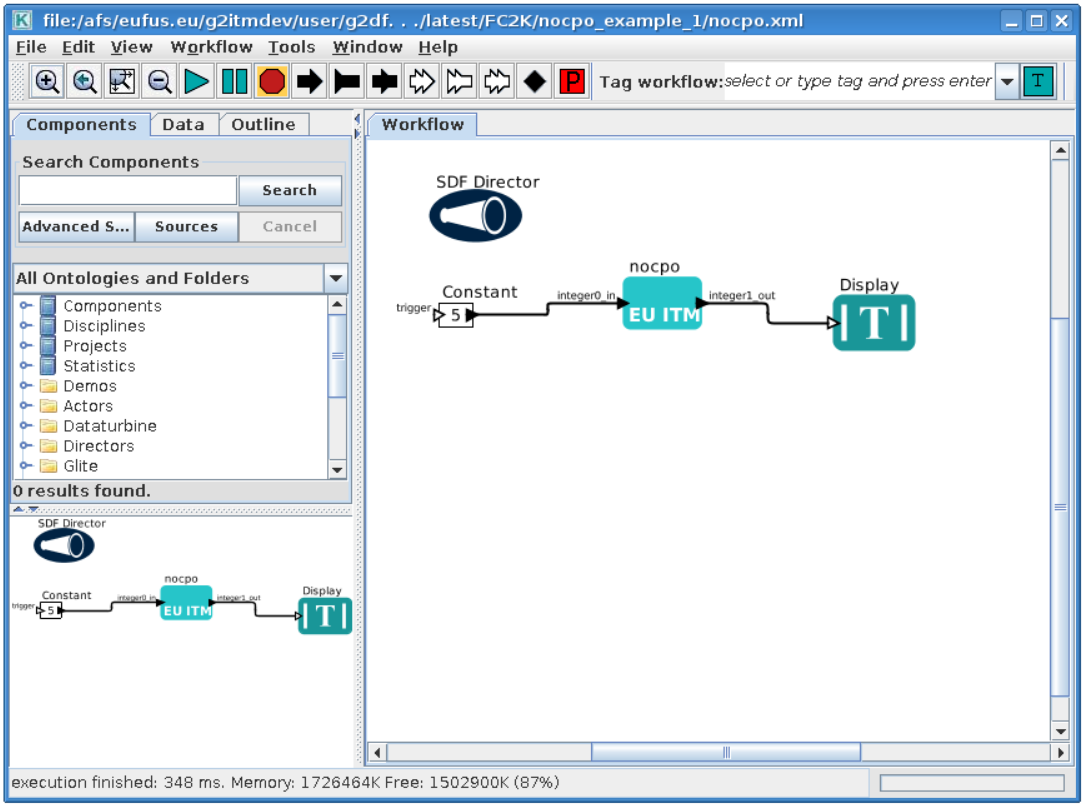 file:/afs/eufus.eu/g2itmdev/user/g2df. . ./latest/FC2K/nocpo_example_1/nocpo.xml
File Edit View Workflow Tools Window Help
P Tag workflow: select or type tag and press enter T
Components Data Outline
Search Components
Search
Advanced S... Sources Cancel
All Ontologies and Folders
Components
Disciplines
Projects
Statistics
Demos
Actors
Dataturbine
Directors
Glite
0 results found.
SDF Director
nocpo
Constant
Display
trigger
5
integer0_in
EU ITM
integer1_out
T
Workflow
SDF Director
nocpo
Constant
Display
trigger
5
integer0_in
EU ITM
integer1_out
T
execution finished: 348 ms. Memory: 1726464K Free: 1502900K (87%)